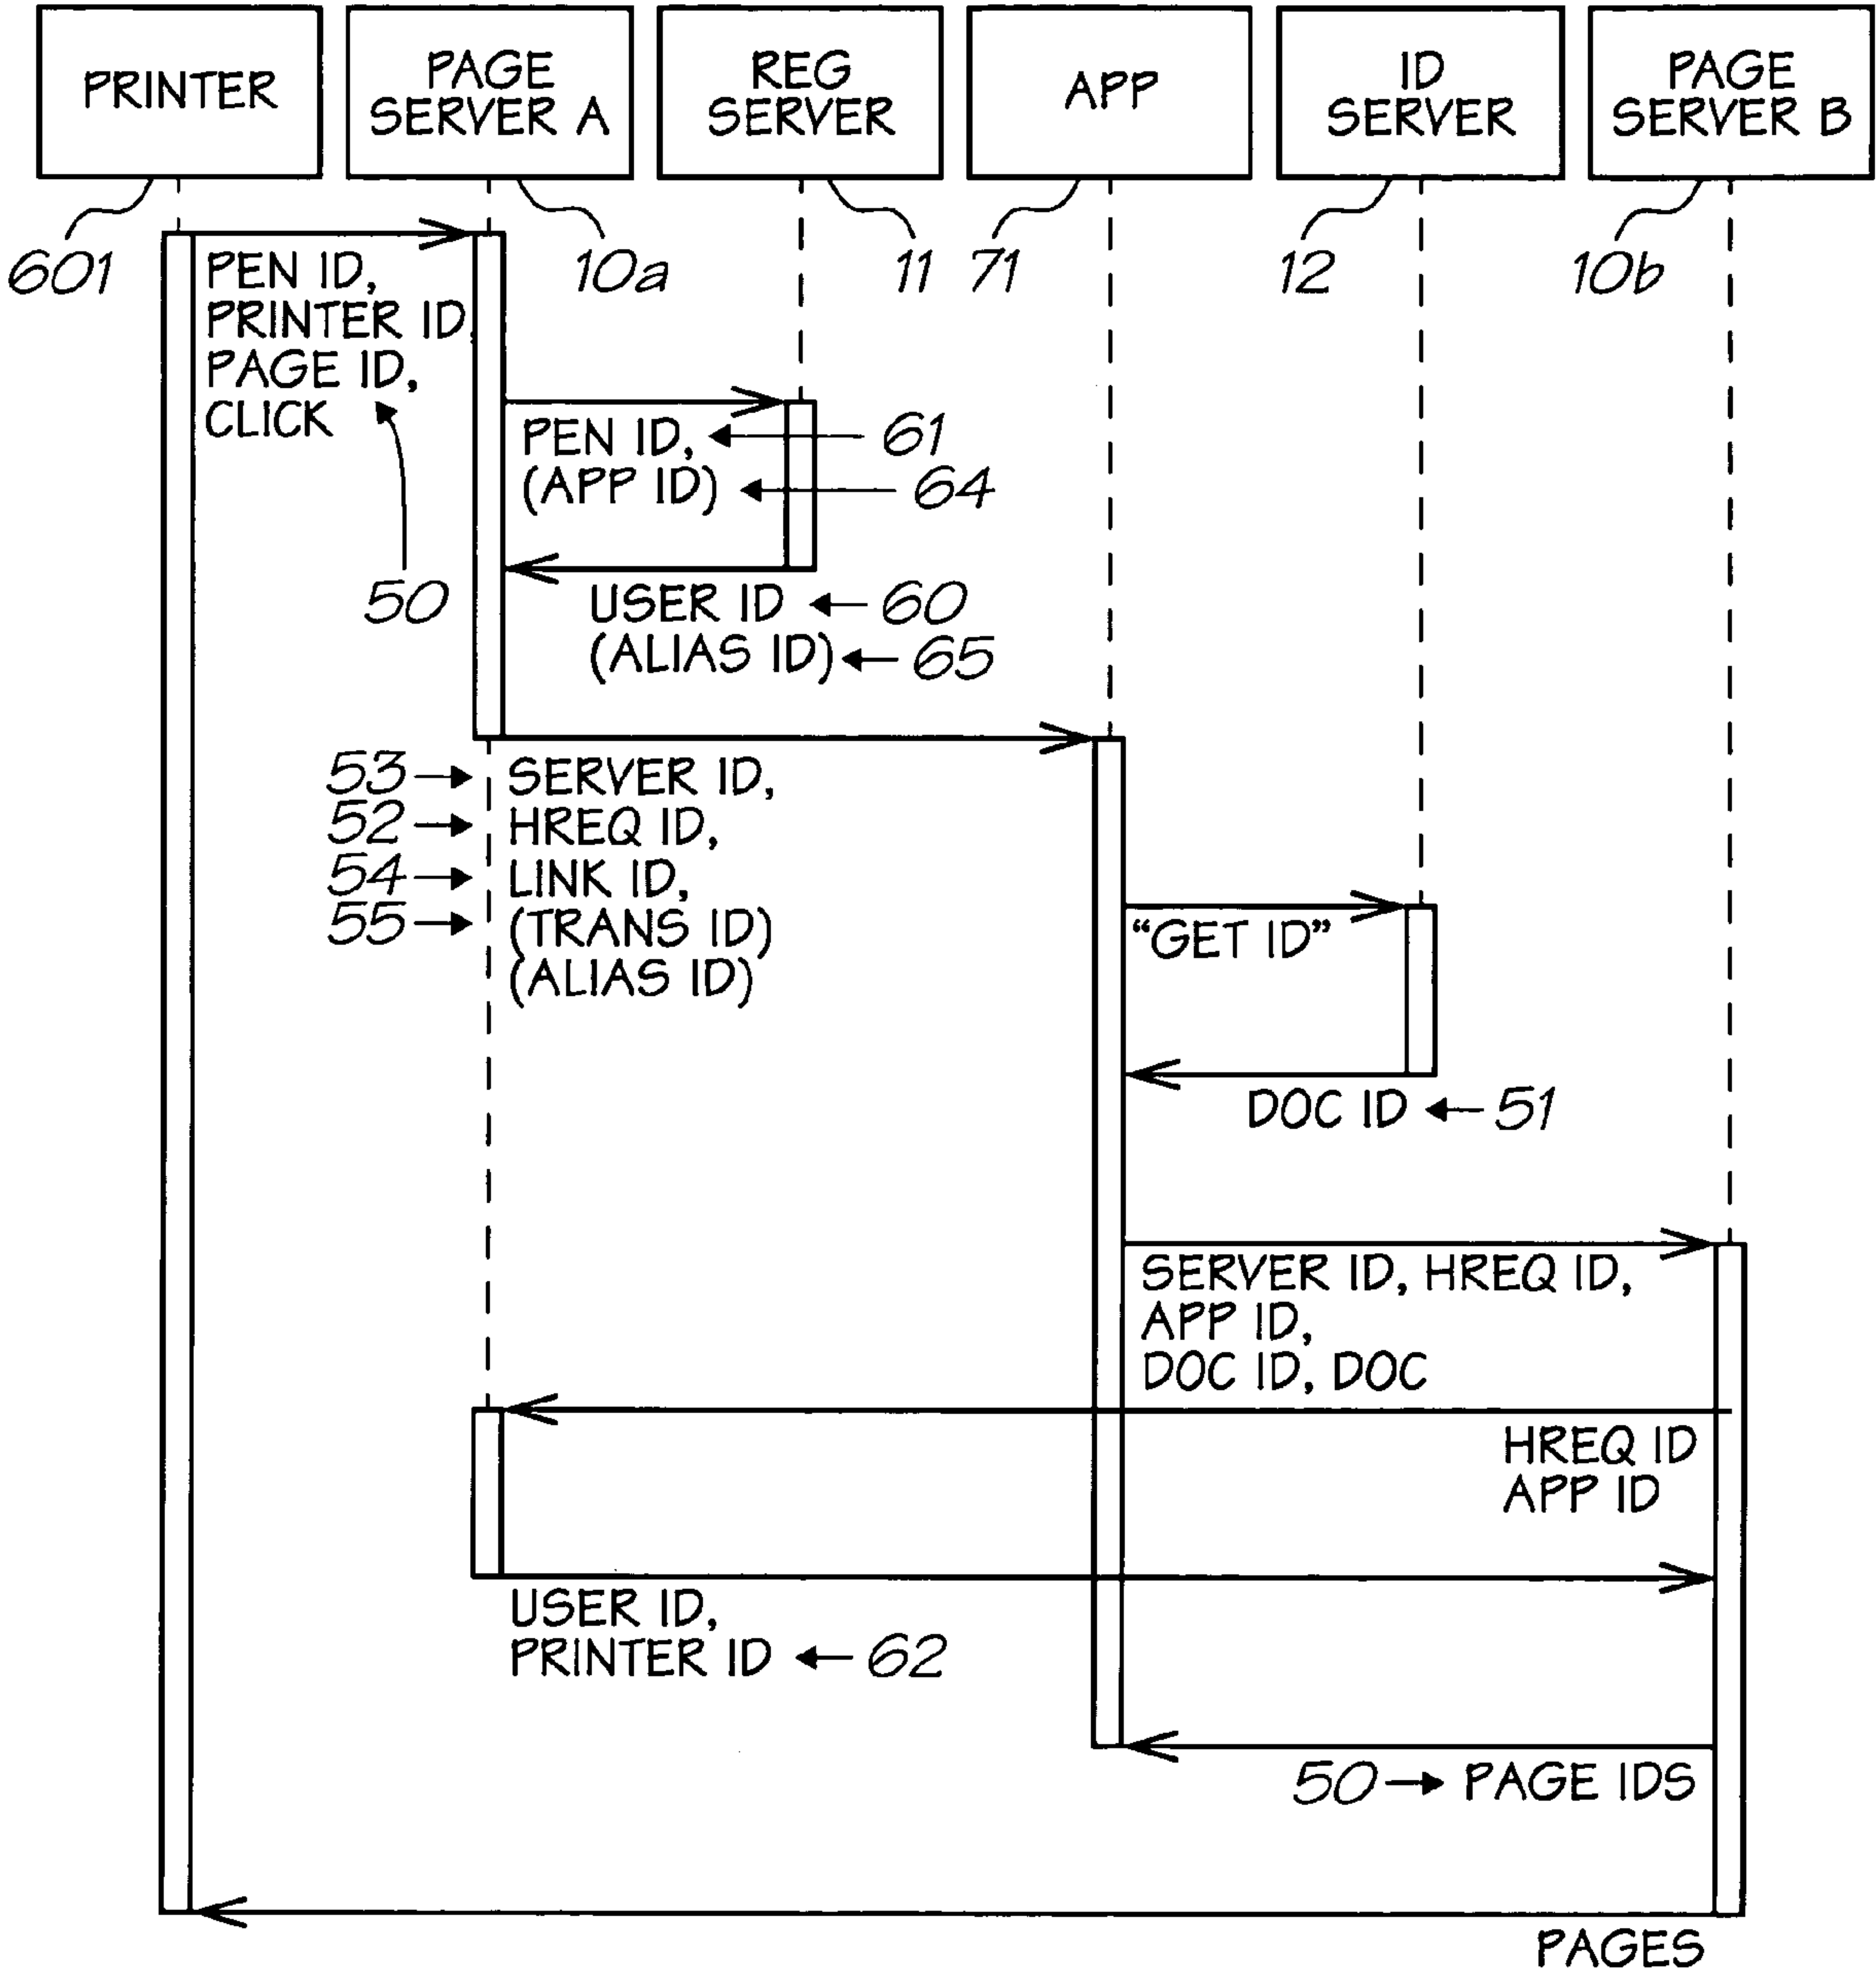 PRINTER
PAGE
SERVER A
REG
SERVER
APP
ID
SERVER
PAGE
SERVER B
601
10a
11
71
12
10b
PEN ID,
PRINTER ID
PAGE ID,
CLICK
50
PEN ID,
61
(APP ID)
64
USER ID
60
(ALIAS ID)
65
53
SERVER ID,
52
HREQ ID,
54
LINK ID,
55
(TRANS ID)
(ALIAS ID)
“GET ID”
DOC ID
51
SERVER ID, HREQ ID,
APP ID,
DOC ID, DOC
HREQ ID
APP ID
USER ID,
PRINTER ID
62
50
PAGE IDS
PAGES